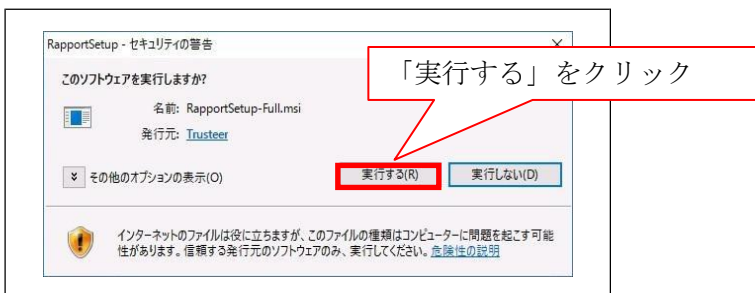 RapportSetup - セキュリティの警告
「実行する」をクリック
このソフトウェアを実行しますか?
名前: RapportSetup-Full.msi
発行元: Trusteer
その他のオプションの表示(O)
実行する(R)
実行しない(D)
インターネットのファイルは役に立ちますが、このファイルの種類はコンピューターに問題を起こす可能
性があります。信頼する発行元のソフトウェアのみ、実行してください。危険性の説明